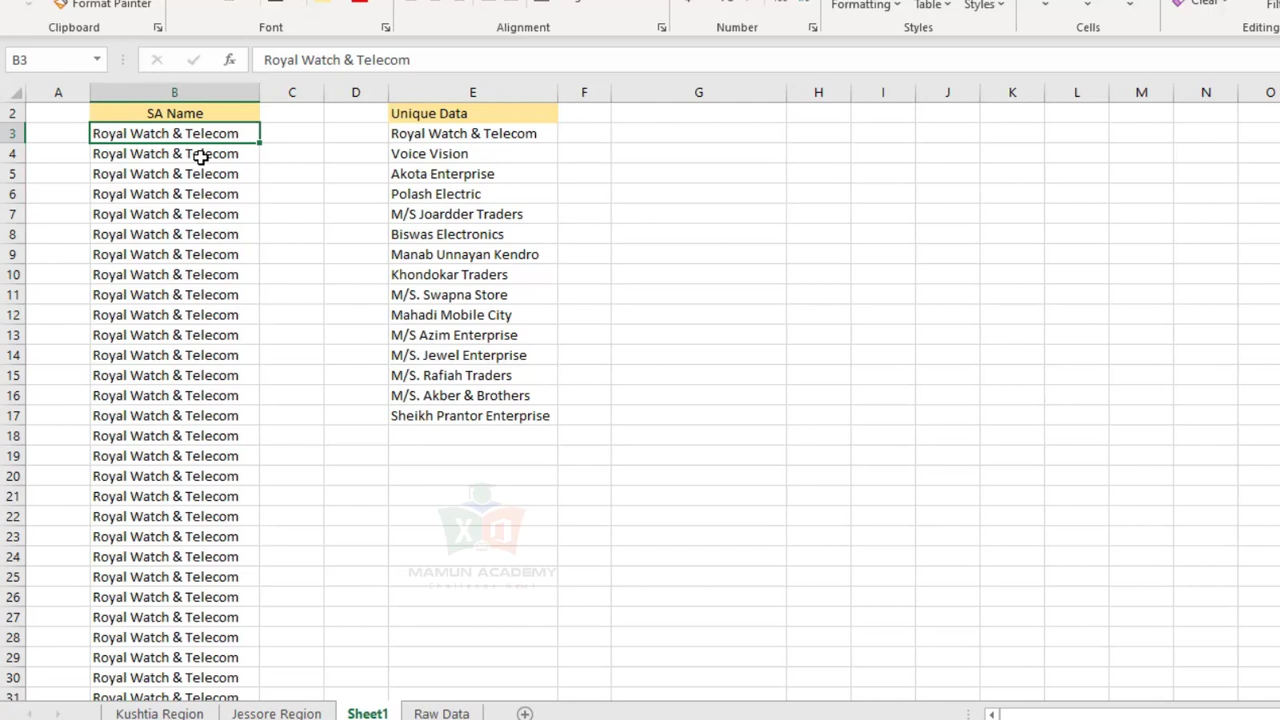 Format Painter
Formatting
Table
Styles
Clear
Fil
Clipboard
Font
Alignment
Number
Styles
Cells
Editing
B3
fx
Royal Watch & Telecom
A B C D E F G H I J K L M N O
2 SA Name Unique Data
3 Royal Watch & Telecom Royal Watch & Telecom
4 Royal Watch & Telecom Voice Vision
5 Royal Watch & Telecom Akota Enterprise
6 Royal Watch & Telecom Polash Electric
7 Royal Watch & Telecom M/S Joardder Traders
8 Royal Watch & Telecom Biswas Electronics
9 Royal Watch & Telecom Manab Unnayan Kendro
10 Royal Watch & Telecom Khondokar Traders
11 Royal Watch & Telecom M/S. Swapna Store
12 Royal Watch & Telecom Mahadi Mobile City
13 Royal Watch & Telecom M/S Azim Enterprise
14 Royal Watch & Telecom M/S. Jewel Enterprise
15 Royal Watch & Telecom M/S. Rafiah Traders
16 Royal Watch & Telecom M/S. Akber & Brothers
17 Royal Watch & Telecom Sheikh Prantor Enterprise
18 Royal Watch & Telecom
19 Royal Watch & Telecom
20 Royal Watch & Telecom
21 Royal Watch & Telecom
22 Royal Watch & Telecom
23 Royal Watch & Telecom
24 Royal Watch & Telecom
MAMUN ACADEMY
25 Royal Watch & Telecom
26 Royal Watch & Telecom
27 Royal Watch & Telecom
28 Royal Watch & Telecom
29 Royal Watch & Telecom
30 Royal Watch & Telecom
31 Royal Watch & Telecom
Kushtia Region Jessore Region Sheet1 Raw Data